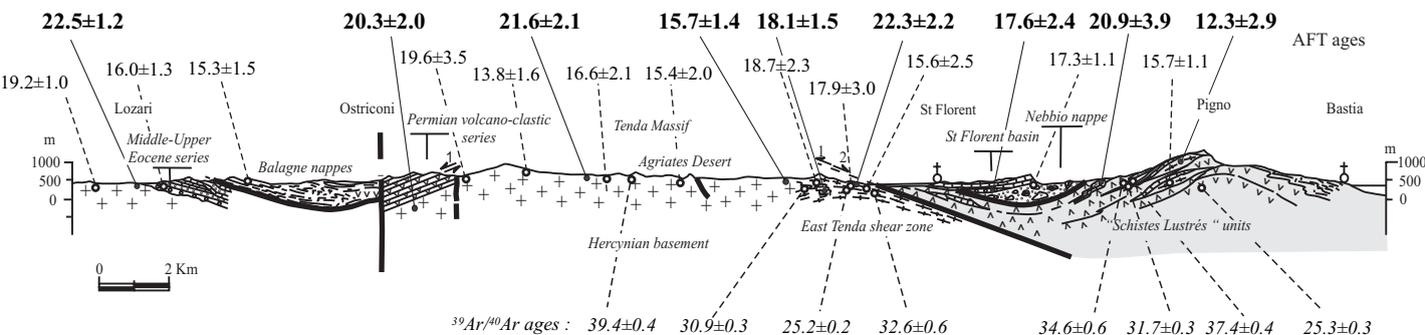 22.5±1.2 20.3±2.0 21.6±2.1 15.7±1.4 18.1±1.5 22.3±2.2 17.6±2.4 20.9±3.9 12.3±2.9
AFT ages
19.2±1.0 16.0±1.3 15.3±1.5 19.6±3.5 13.8±1.6 16.6±2.1 15.4±2.0 18.7±2.3 17.9±3.0 15.6±2.5 17.3±1.1 15.7±1.1
Lozari Ostriconi St Florent Pigno Bastia
Middle-Upper
Eocene series
Balagne nappes
Permian volcano-clastic
series
Tenda Massif
Agriates Desert
St Florent basin
Nebbio nappe
m
1000
500
0
1
1 2
m
1000
500
0
Hercynian basement
East Tenda shear zone
"Schistes Lustrés " units
0 2 Km
39Ar/40Ar ages : 39.4±0.4 30.9±0.3 25.2±0.2 32.6±0.6 34.6±0.6 31.7±0.3 37.4±0.4 25.3±0.3